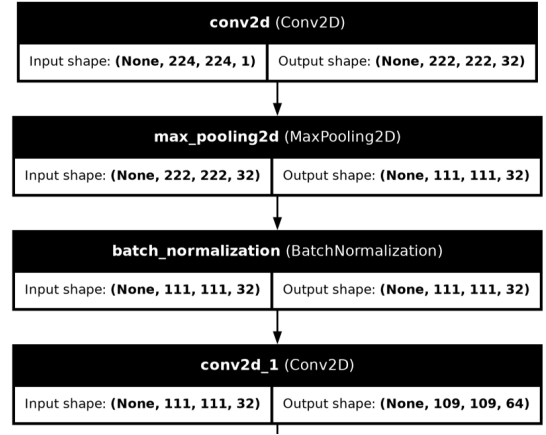 conv2d (Conv2D)
Input shape: (None, 224, 224, 1) Output shape: (None, 222, 222, 32)
max_pooling2d (MaxPooling2D)
Input shape: (None, 222, 222, 32) Output shape: (None, 111, 111, 32)
batch_normalization (BatchNormalization)
Input shape: (None, 111, 111, 32) Output shape: (None, 111, 111, 32)
conv2d_1 (Conv2D)
Input shape: (None, 111, 111, 32) Output shape: (None, 109, 109, 64)